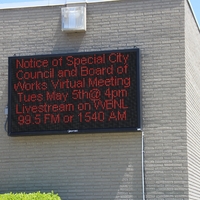 Notice of Special City
Council and Board of
Works Virtual Meeting
Tues May 5th@ 4pm
Livestream on WBNL
99.5 FM or 1540 AM